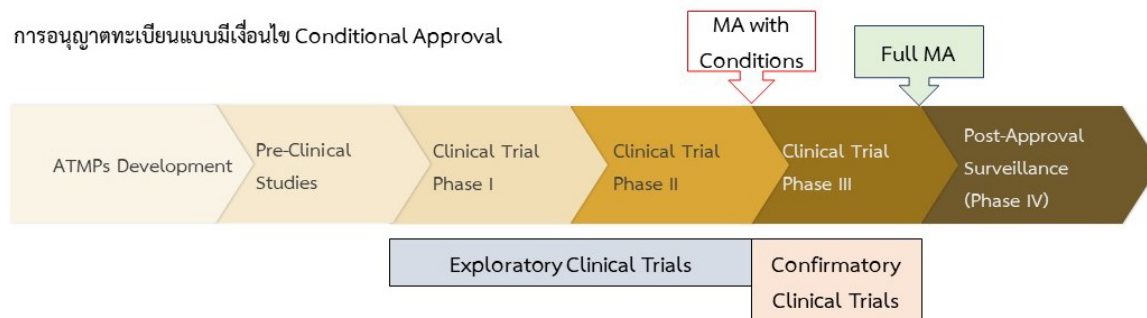 การอนุญาตทะเบียนแบบมีเงื่อนไข Conditional Approval
MA with
Conditions
Full MA
ATMPs Development
Pre-Clinical
Studies
Clinical Trial
Phase I
Clinical Trial
Phase II
Clinical Trial
Phase III
Post-Approval
Surveillance
(Phase IV)
Exploratory Clinical Trials
Confirmatory
Clinical Trials